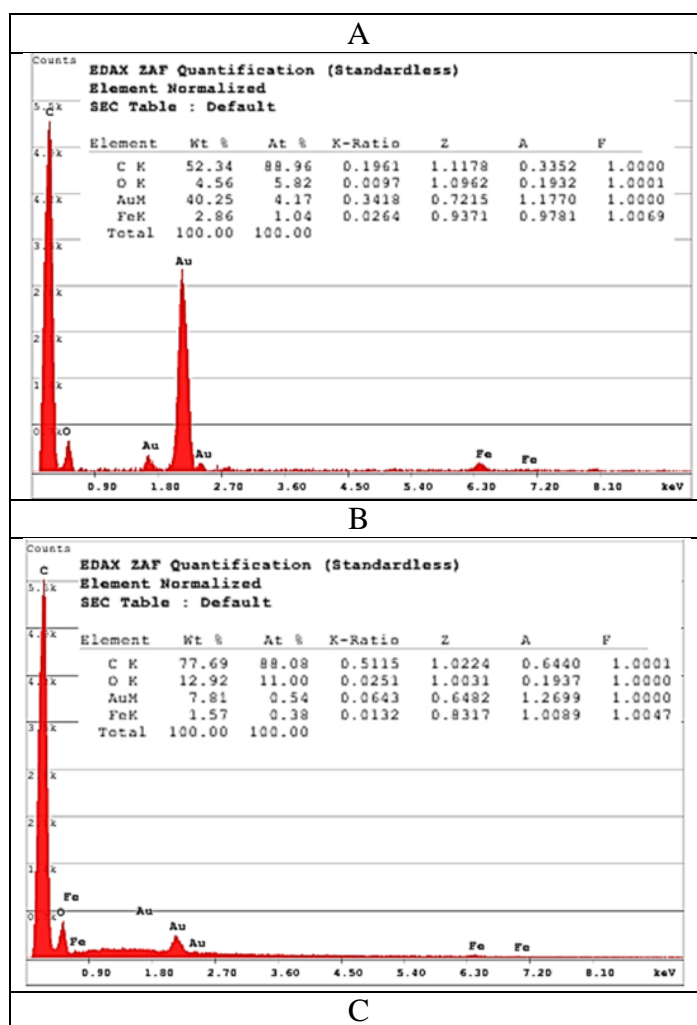 A
Counts
EDAX ZAF Quantification (Standardless)
Element Normalized
SEC Table : Default
Element Wt % At % K-Ratio Z A F
C K 52.34 88.96 0.1961 1.1178 0.3352 1.0000
O K 4.56 5.82 0.0097 1.0962 0.1932 1.0001
AuM 40.25 4.17 0.3418 0.7215 1.1770 1.0000
FeK 2.86 1.04 0.0264 0.9371 0.9781 1.0069
Total 100.00 100.00
C
Au
O
Au
Au
Fe
Fe
0.90 1.80 2.70 3.60 4.50 5.40 6.30 7.20 8.10 keV
B
Counts
C
EDAX ZAF Quantification (Standardless)
Element Normalized
SEC Table : Default
Element Wt % At % K-Ratio Z A F
C K 77.69 88.08 0.5115 1.0224 0.6440 1.0001
O K 12.92 11.00 0.0251 1.0031 0.1937 1.0000
AuM 7.81 0.54 0.0643 0.6482 1.2699 1.0000
FeK 1.57 0.38 0.0132 0.8317 1.0089 1.0047
Total 100.00 100.00
Fe
O
Au
Au
Fe
Au
Fe
Fe
0.90 1.80 2.70 3.60 4.50 5.40 6.30 7.20 8.10 keV
C